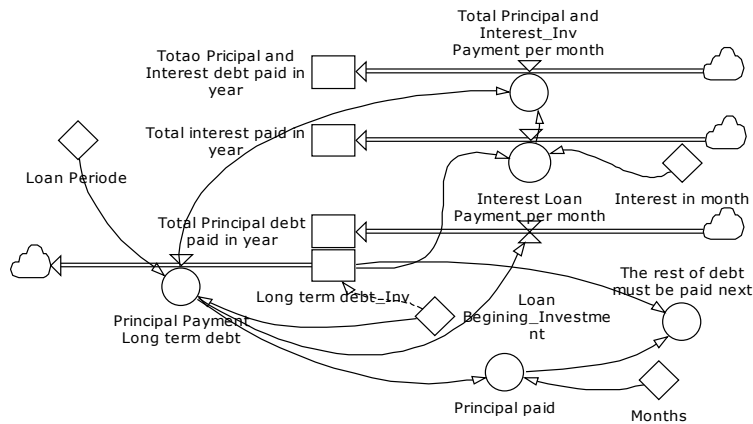 Total Principal and
Interest_Inv
Payment per month
Totao Pricipal and
Interest debt paid in
year
Total interest paid in
year
Loan Periode
Interest Loan
Payment per month
Interest in month
Total Principal debt
paid in year
Long term debt_Inv
The rest of debt
must be paid next
Loan
Begining_Investme
nt
Principal Payment
Long term debt
Principal paid
Months